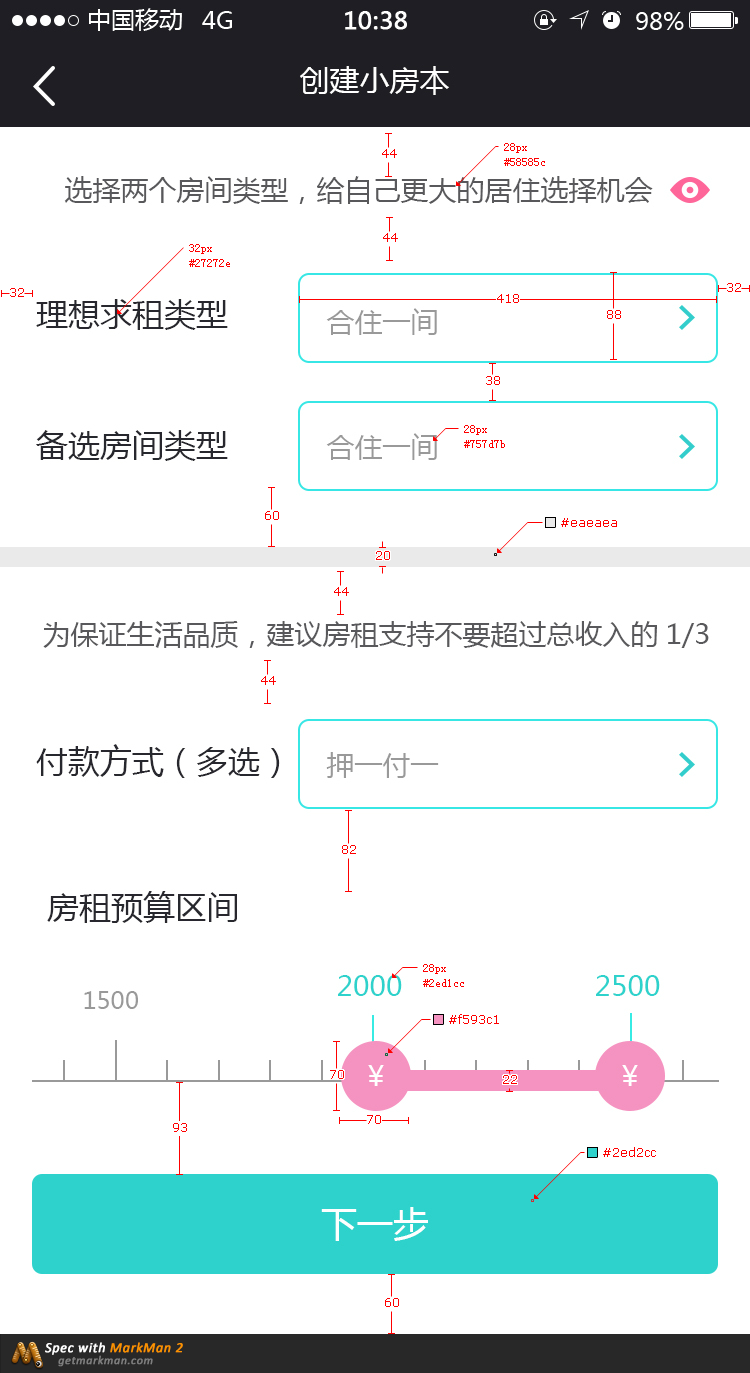 中国移动 4G 10:38 98%
创建小房本
44
28px
#58585c
选择两个房间类型，给自己更大的居住选择机会
44
32px
#27272e
32
418
32
理想求租类型
合住一间
88
38
备选房间类型
合住一间
28px
#757d7b
60
#eaeaea
20
44
为保证生活品质，建议房租支持不要超过总收入的 1/3
44
付款方式（多选）
押一付一
82
房租预算区间
28px
#2ed1cc
1500
2000
2500
#f593c1
70
¥
22
¥
70
93
#2ed2cc
下一步
60
Spec with MarkMan 2
getmarkman.com